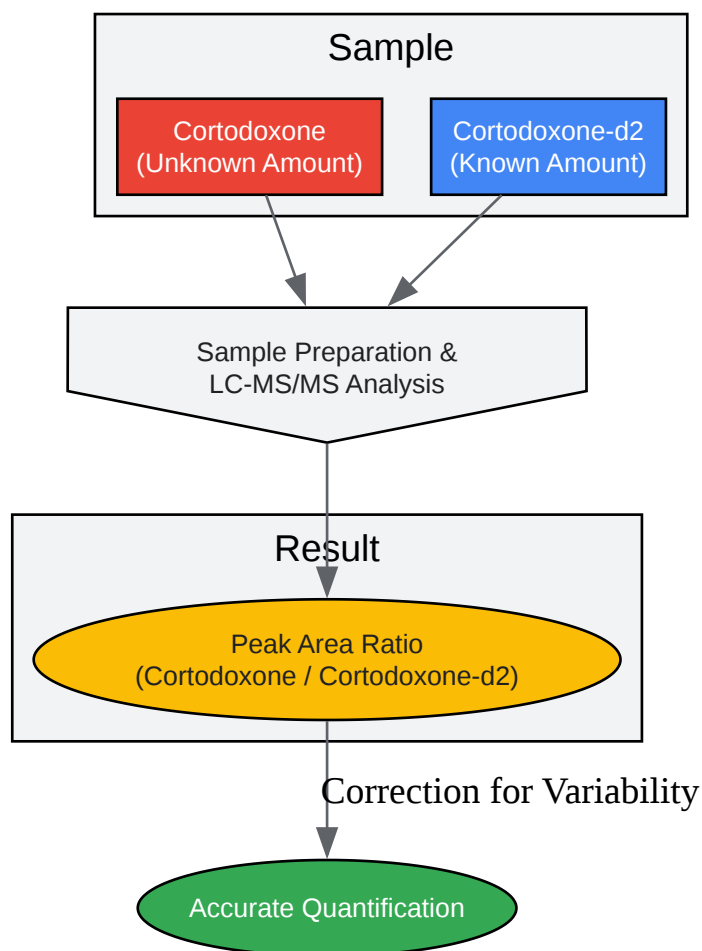 Sample
Cortodoxone
(Unknown Amount)
Cortodoxone-d2
(Known Amount)
Sample Preparation &
LC-MS/MS Analysis
Result
Peak Area Ratio
(Cortodoxone / Cortodoxone-d2)
Correction for Variability
Accurate Quantification